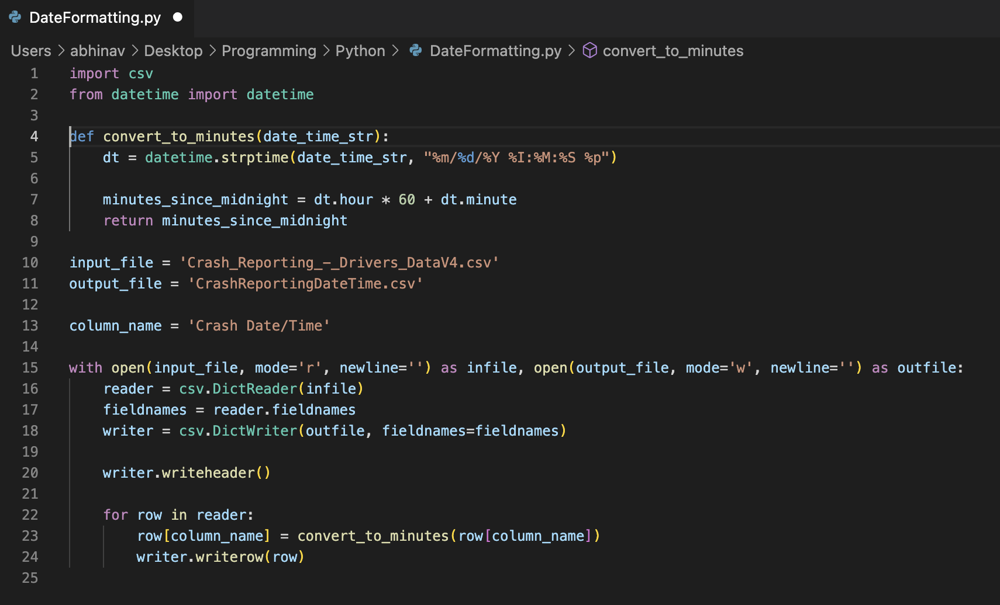 DateFormatting.py
Users > abhinav > Desktop > Programming > Python > DateFormatting.py > convert_to_minutes
1 import csv
2 from datetime import datetime
3
4 def convert_to_minutes(date_time_str):
5     dt = datetime.strptime(date_time_str, "%m/%d/%Y %I:%M:%S %p")
6
7     minutes_since_midnight = dt.hour * 60 + dt.minute
8     return minutes_since_midnight
9
10 input_file = 'Crash_Reporting_-_Drivers_DataV4.csv'
11 output_file = 'CrashReportingDateTime.csv'
12
13 column_name = 'Crash Date/Time'
14
15 with open(input_file, mode='r', newline='') as infile, open(output_file, mode='w', newline='') as outfile:
16     reader = csv.DictReader(infile)
17     fieldnames = reader.fieldnames
18     writer = csv.DictWriter(outfile, fieldnames=fieldnames)
19
20     writer.writeheader()
21
22     for row in reader:
23         row[column_name] = convert_to_minutes(row[column_name])
24         writer.writerow(row)
25